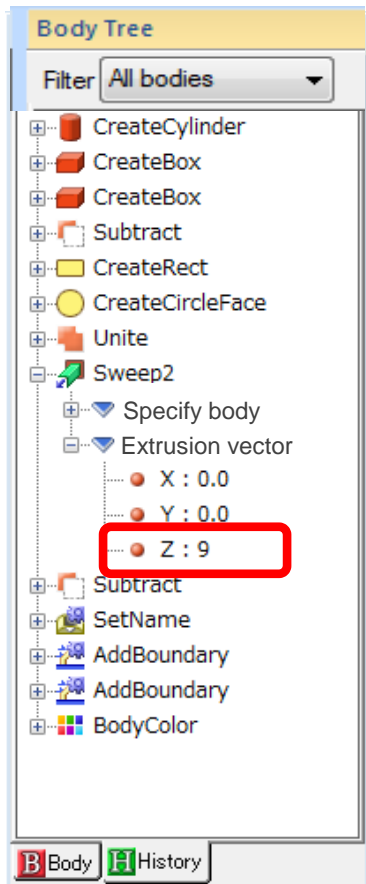 Body Tree
Filter All bodies
CreateCylinder
CreateBox
CreateBox
Subtract
CreateRect
CreateCircleFace
Unite
Sweep2
Specify body
Extrusion vector
X : 0.0
Y : 0.0
Z : 9
Subtract
SetName
AddBoundary
AddBoundary
BodyColor
B Body H History